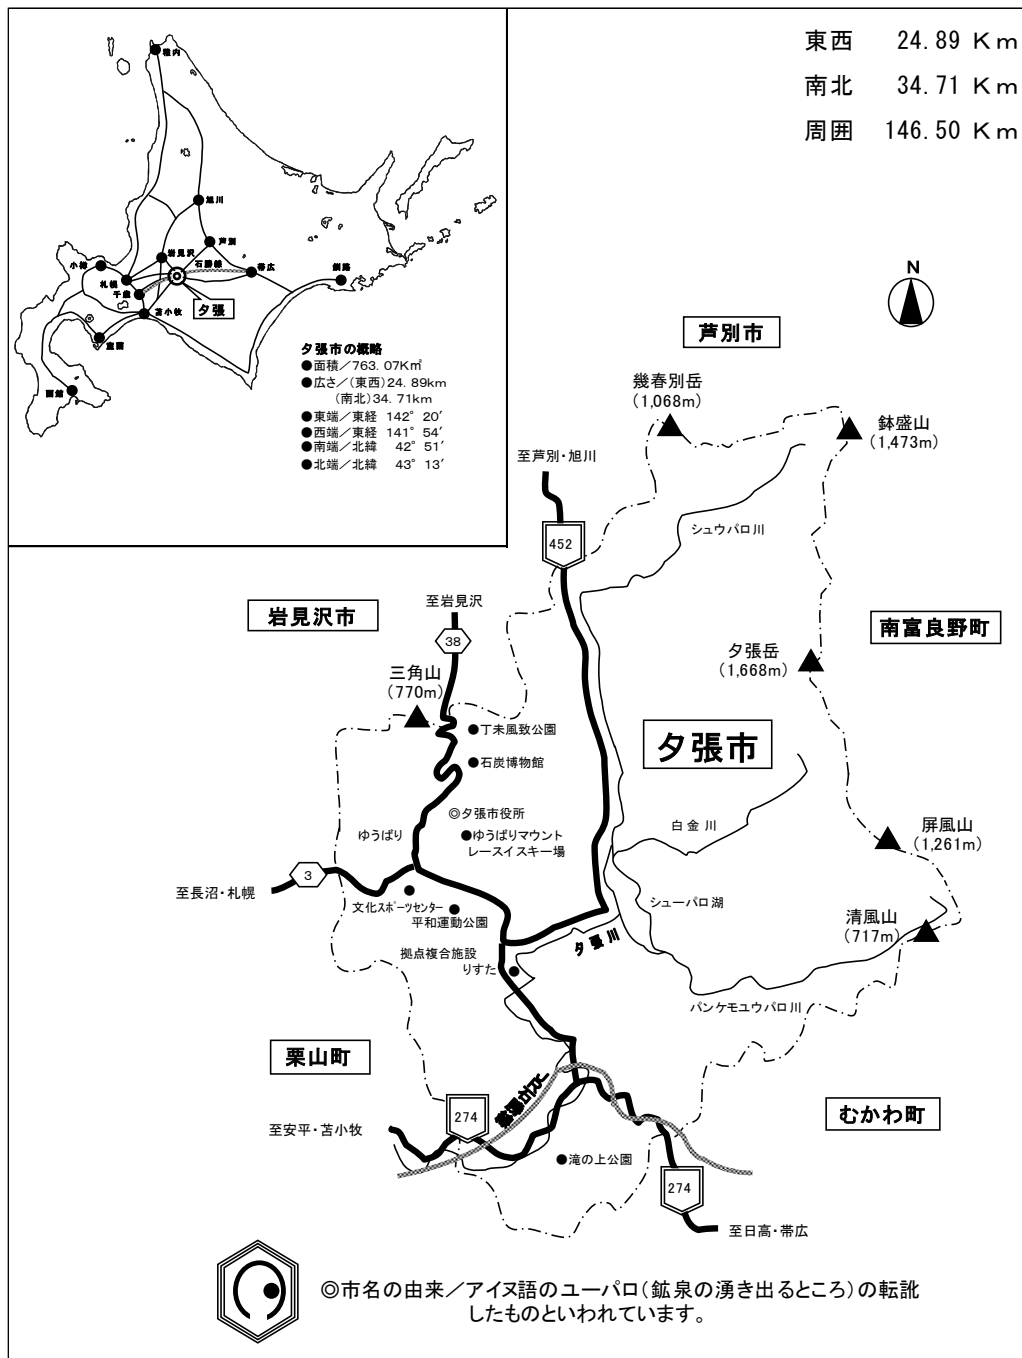 東西 24.89 Ｋｍ
南北 34.71 Ｋｍ
周囲 146.50 Ｋｍ
稚内
旭川
芦別
岩見沢
石勝線
帯広
釧路
小樽
札幌
千歳
夕張
苫小牧
室蘭
函館
夕張市の概略
●面積／763.07K㎡
●広さ／(東西)24.89km
(南北)34.71km
●東端／東経 142° 20′
●西端／東経 141° 54′
●南端／北緯 42° 51′
●北端／北緯 43° 13′
N
芦別市
幾春別岳
(1,068m)
鉢盛山
(1,473m)
至芦別・旭川
シュウパロ川
452
岩見沢市
至岩見沢
38
南富良野町
夕張岳
(1,668m)
三角山
(770m)
●丁未風致公園
夕張市
●石炭博物館
◎夕張市役所
白金川
ゆうぱり
●ゆうぱりマウント
レースイスキー場
屏風山
(1,261m)
3
至長沼・札幌
文化スポーツセンター
平和運動公園
シューパロ湖
清風山
(717m)
夕張川
拠点複合施設
りすた
パンケモユウパロ川
栗山町
274
むかわ町
至安平・苫小牧
●滝の上公園
274
至日高・帯広
◎市名の由来／アイヌ語のユーパロ(鉱泉の湧き出るところ)の転訛
したものといわれています。